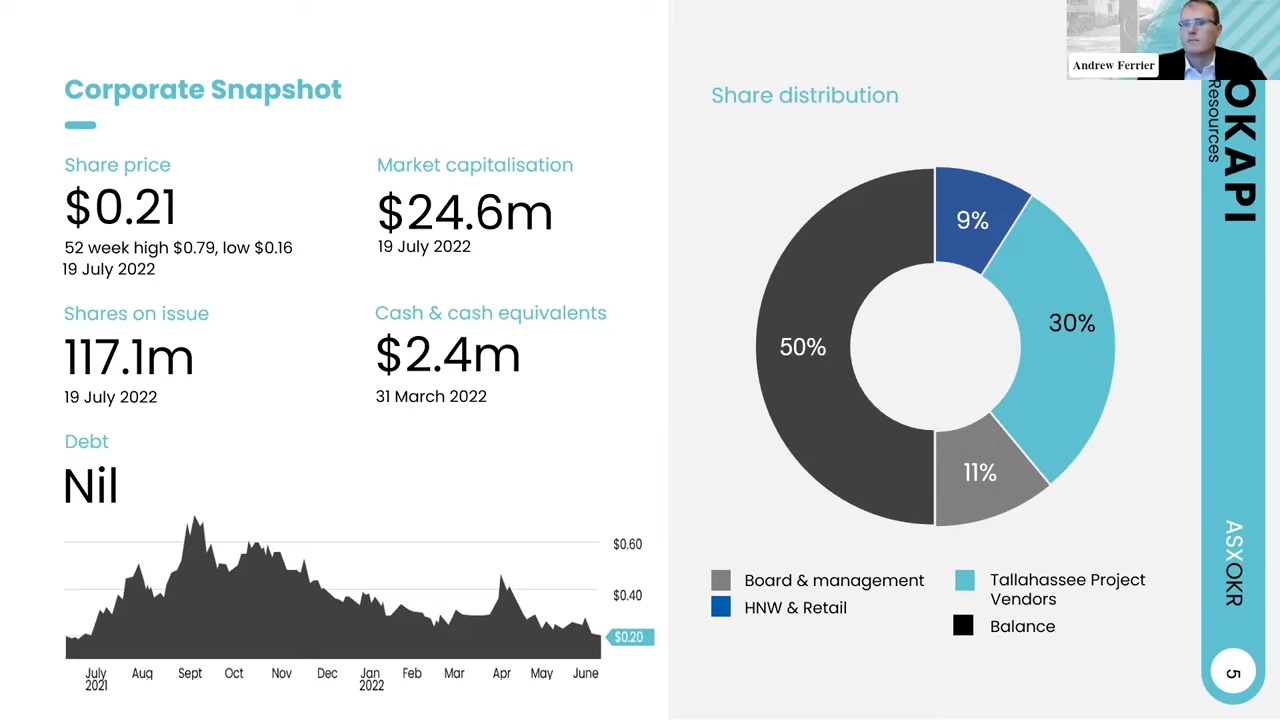 Corporate Snapshot
Share price
$0.21
52 week high $0.79, low $0.16
19 July 2022
Market capitalisation
$24.6m
19 July 2022
Shares on issue
117.1m
19 July 2022
Cash & cash equivalents
$2.4m
31 March 2022
Debt
Nil
$0.60
$0.40
$0.20
July
2021
Aug
Sept
Oct
Nov
Dec
Jan
2022
Feb
Mar
Apr
May
June
Share distribution
9%
30%
50%
11%
Board & management
HNW & Retail
Tallahassee Project
Vendors
Balance
Andrew Ferrier
OKAPI
Resources
ASXOKR
5